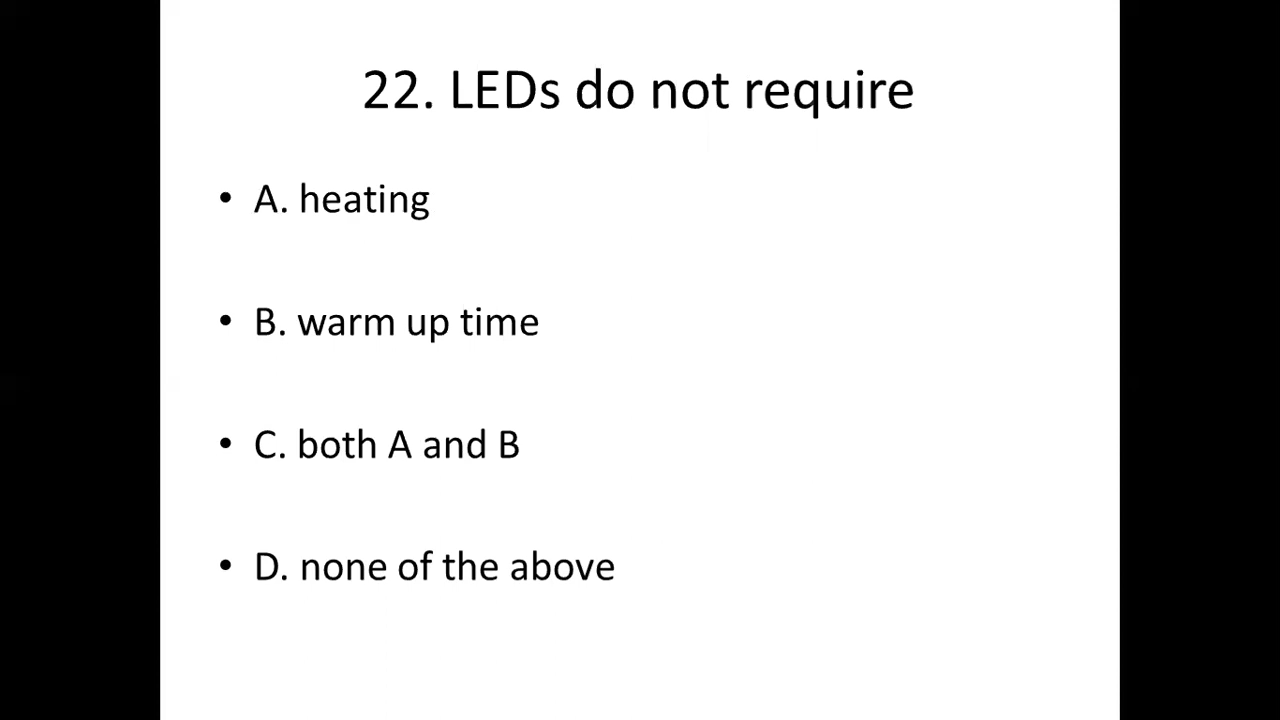 22. LEDs do not require
• A. heating
• B. warm up time
• C. both A and B
• D. none of the above